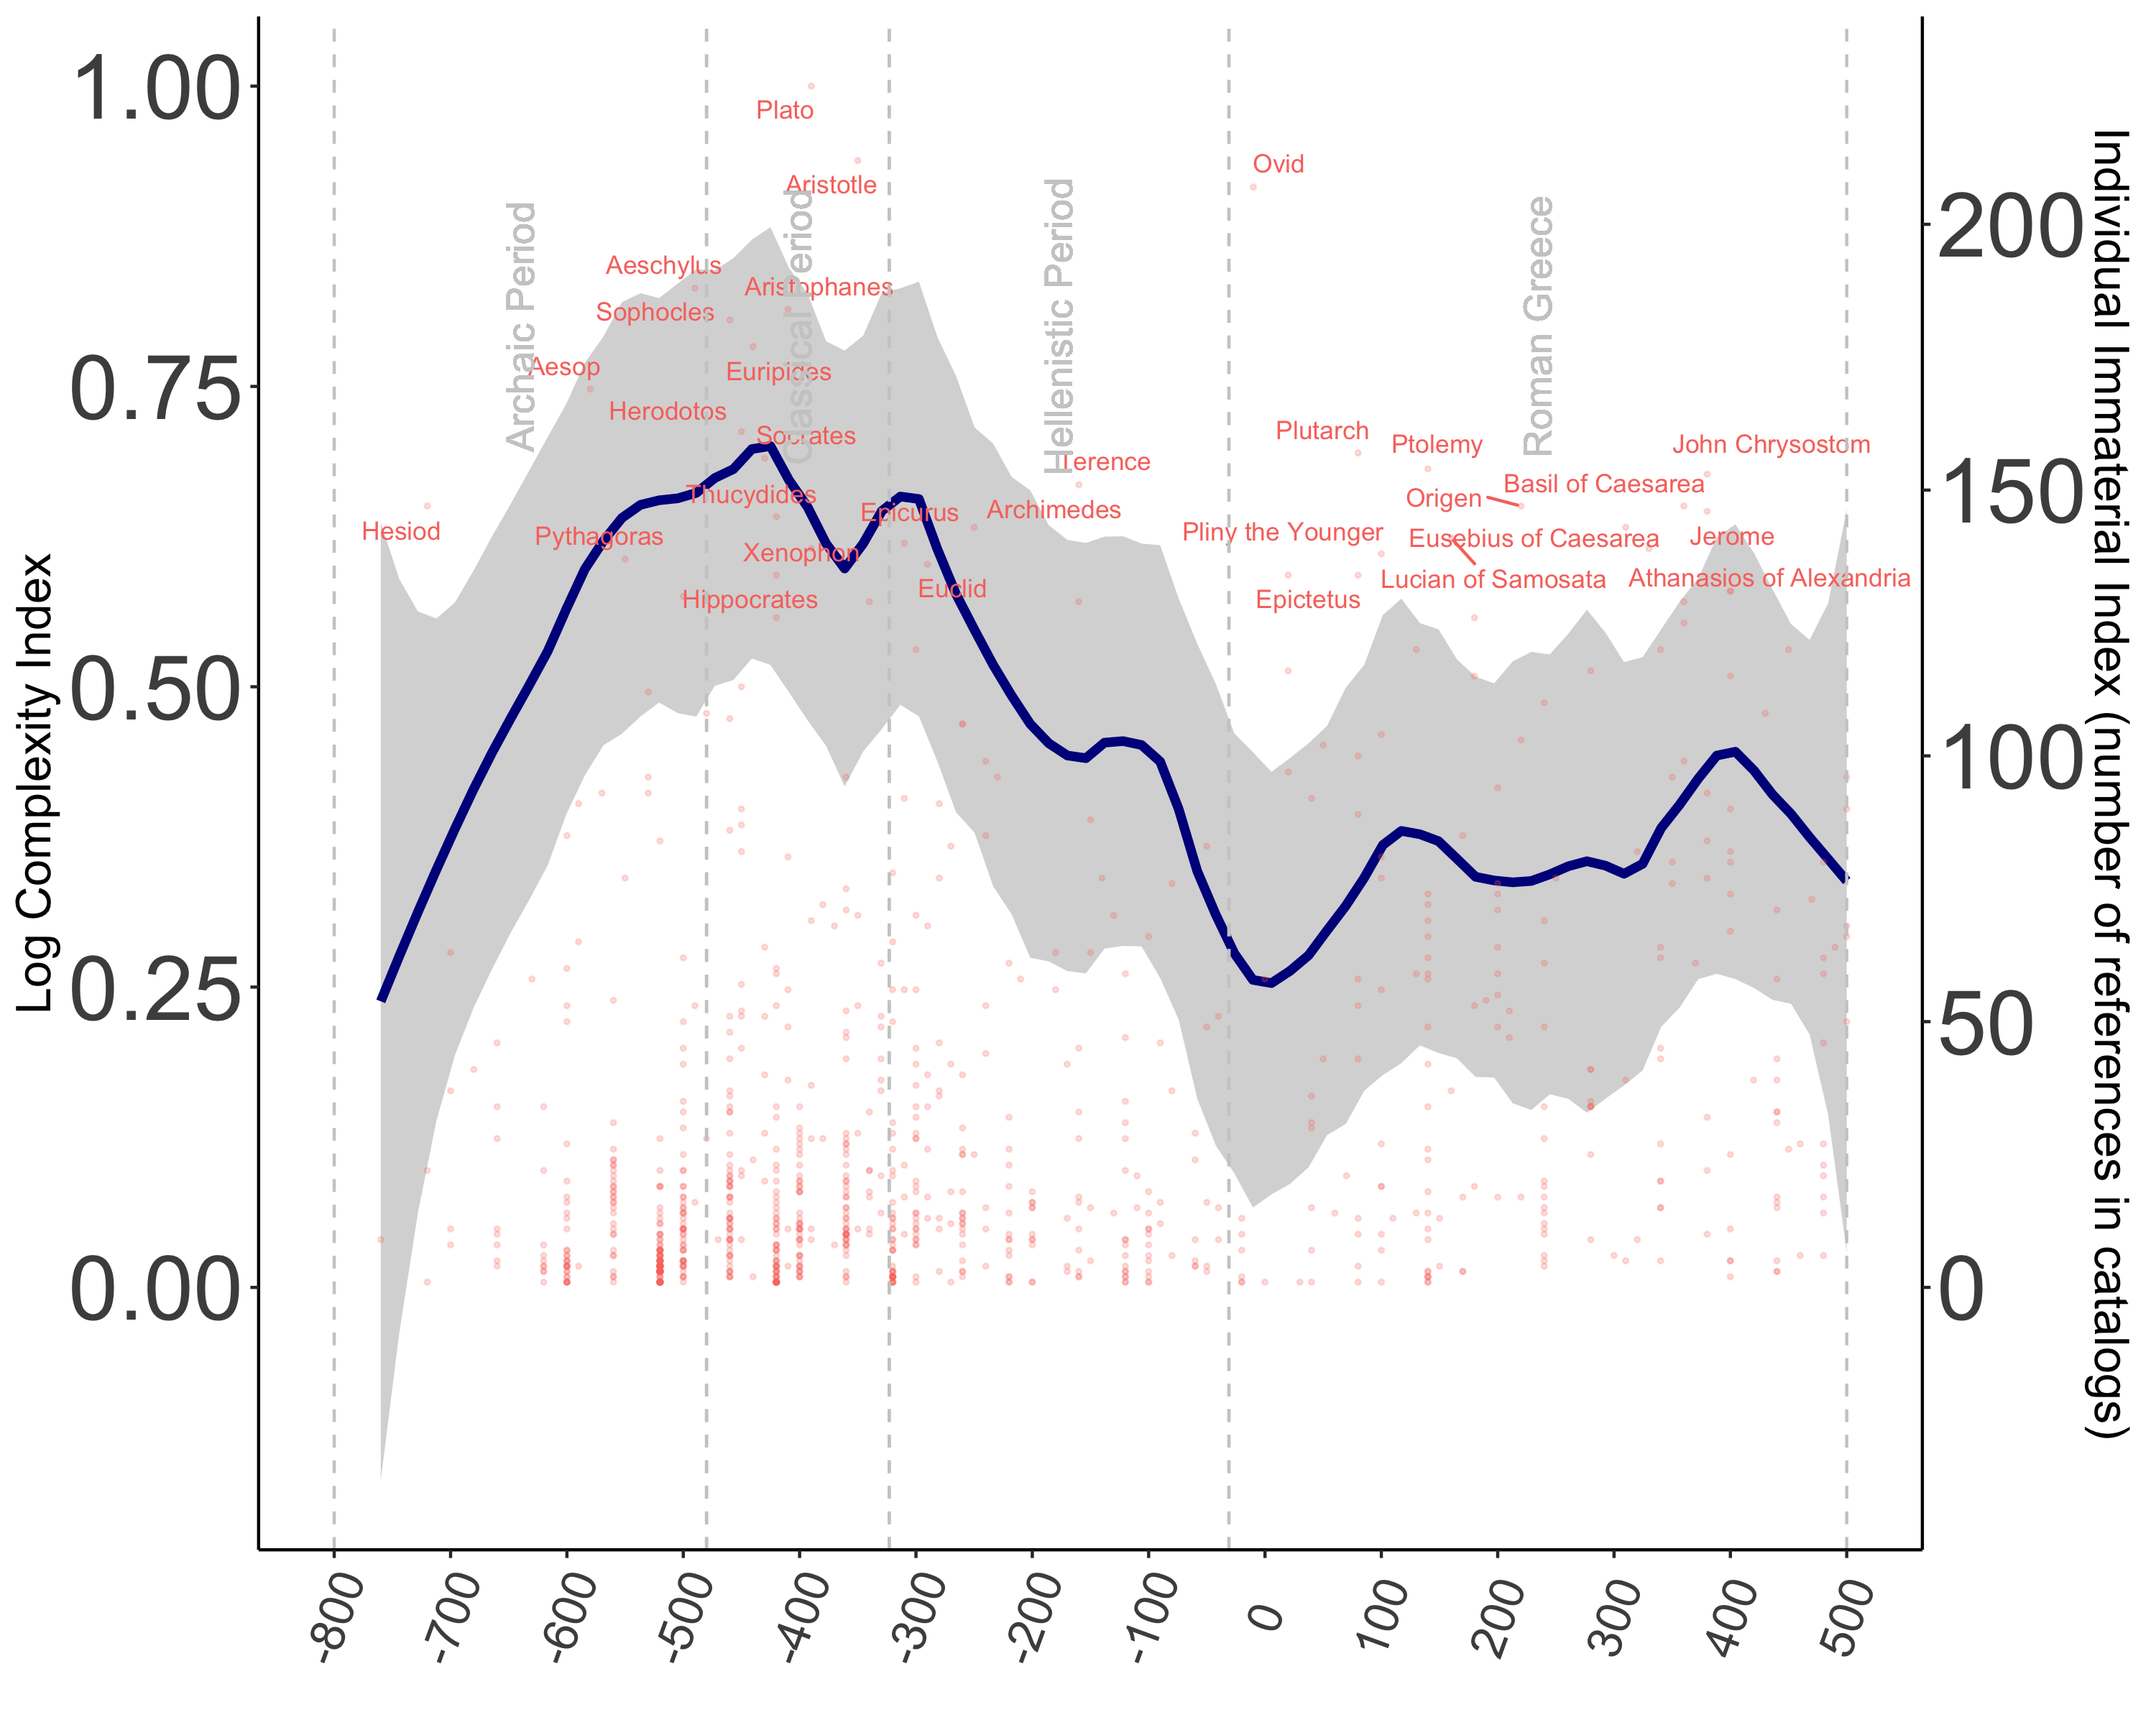 1.00
0.75
0.50
0.25
0.00
Log Complexity Index
200
150
100
50
0
Individual Immaterial Index (number of references in catalogs)
-800
-700
-600
-500
-400
-300
-200
-100
0
100
200
300
400
500
Archaic Period
Classical Period
Hellenistic Period
Roman Greece
Plato
Ovid
Aristotle
Aeschylus
Aristophanes
Sophocles
Aesop
Euripides
Herodotos
Socrates
Plutarch
Ptolemy
John Chrysostom
Terence
Basil of Caesarea
Thucydides
Origen
Epicurus
Archimedes
Hesiod
Pliny the Younger
Pythagoras
Eusebius of Caesarea
Jerome
Xenophon
Lucian of Samosata
Athanasios of Alexandria
Euclid
Hippocrates
Epictetus